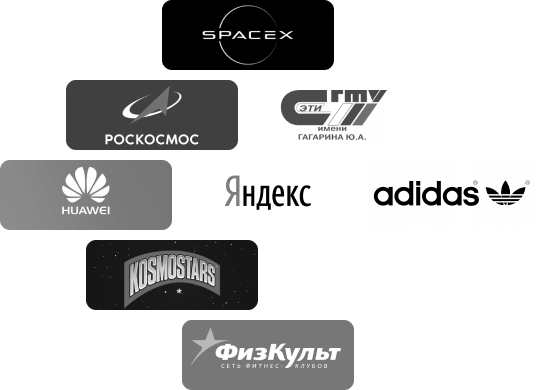 SPACEX
РОСКОСМОС
ЭТИ СГТУ
имени
ГАГАРИНА Ю.А.
HUAWEI
Яндекс
adidas
KOSMOSTARS
ФизКульт
СЕТЬ ФИТНЕС-КЛУБОВ